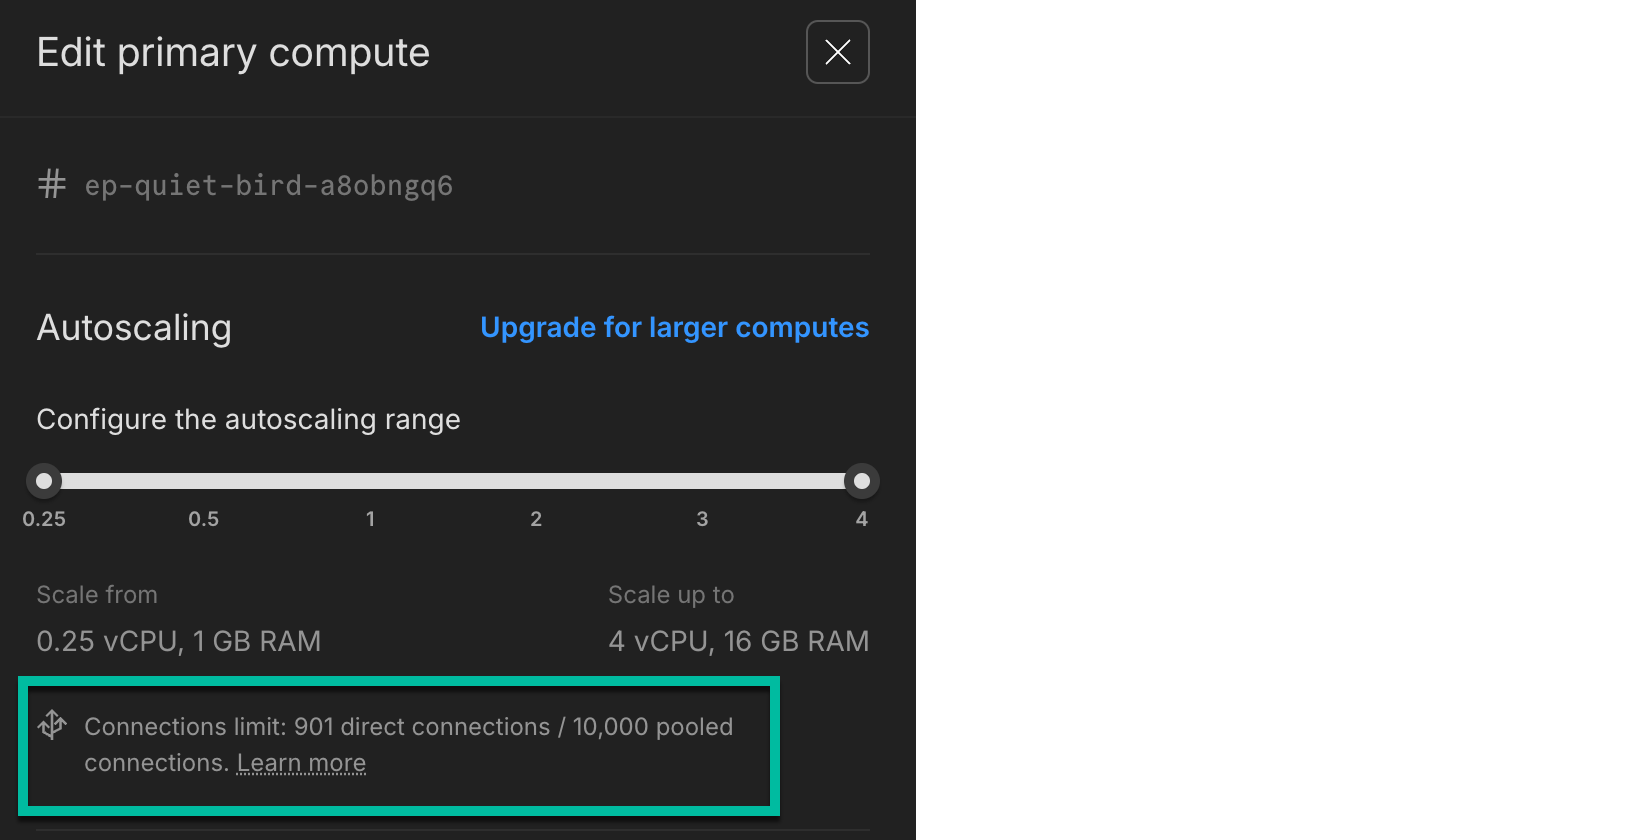 Edit primary compute
# ep-quiet-bird-a8obngq6
Autoscaling
Upgrade for larger computes
Configure the autoscaling range
0.25 0.5 1 2 3 4
Scale from
Scale up to
0.25 vCPU, 1 GB RAM
4 vCPU, 16 GB RAM
Connections limit: 901 direct connections / 10,000 pooled
connections. Learn more